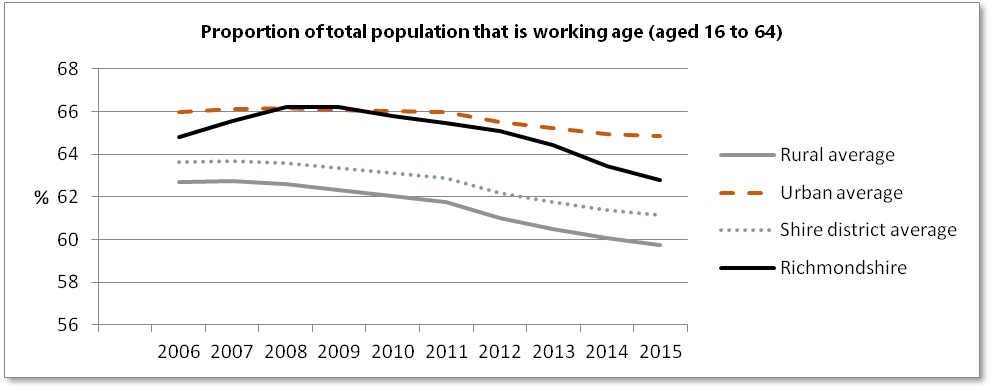 Proportion of total population that is working age (aged 16 to 64)
68
66
64
62
60
58
56
%
2006 2007 2008 2009 2010 2011 2012 2013 2014 2015
Rural average
Urban average
Shire district average
Richmondshire